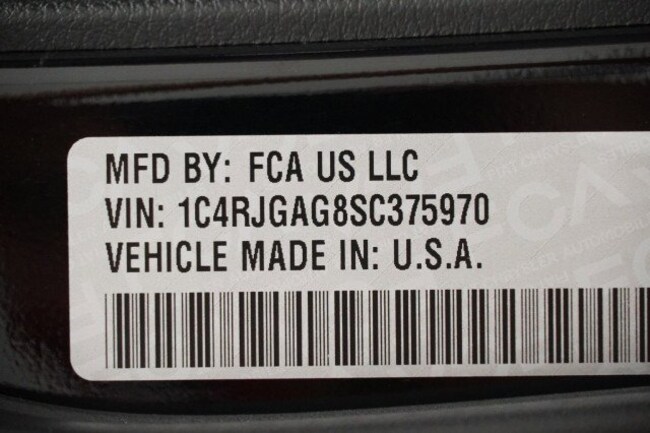 MFD BY: FCA US LLC
VIN: 1C4RJGAG8SC375970
VEHICLE MADE IN: U.S.A.